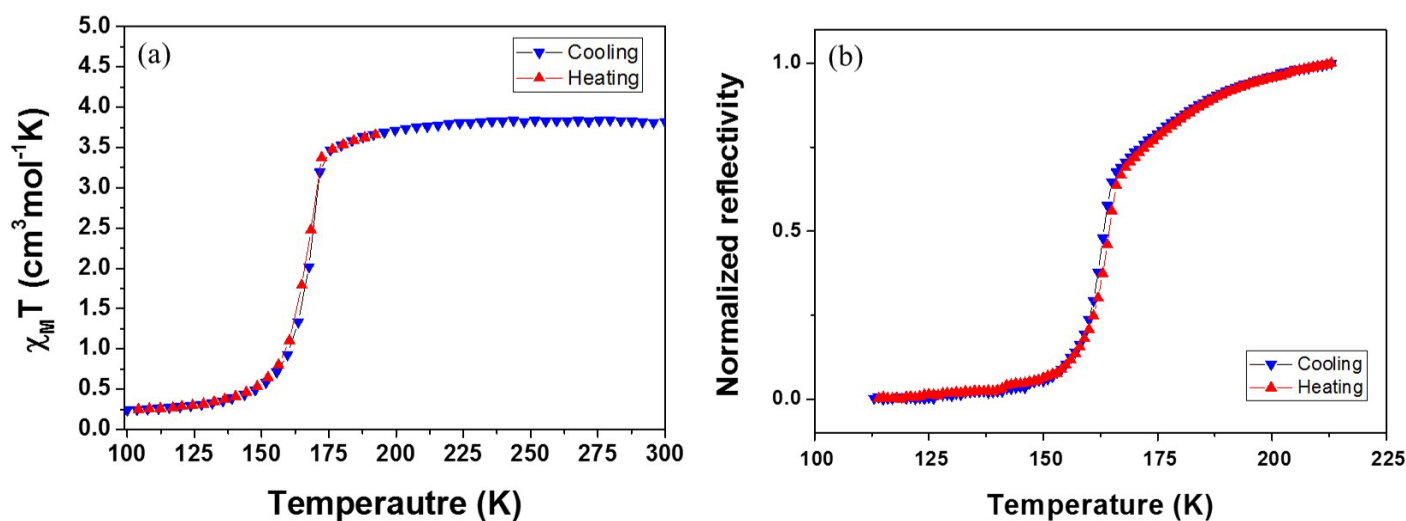 (a)
Cooling
Heating
5.0
4.5
4.0
3.5
3.0
2.5
2.0
1.5
1.0
0.5
0.0
χMT (cm³mol⁻¹K)
100 125 150 175 200 225 250 275 300
Temperautre (K)
(b)
1.0
0.5
0.0
Normalized reflectivity
Cooling
Heating
100 125 150 175 200 225
Temperature (K)